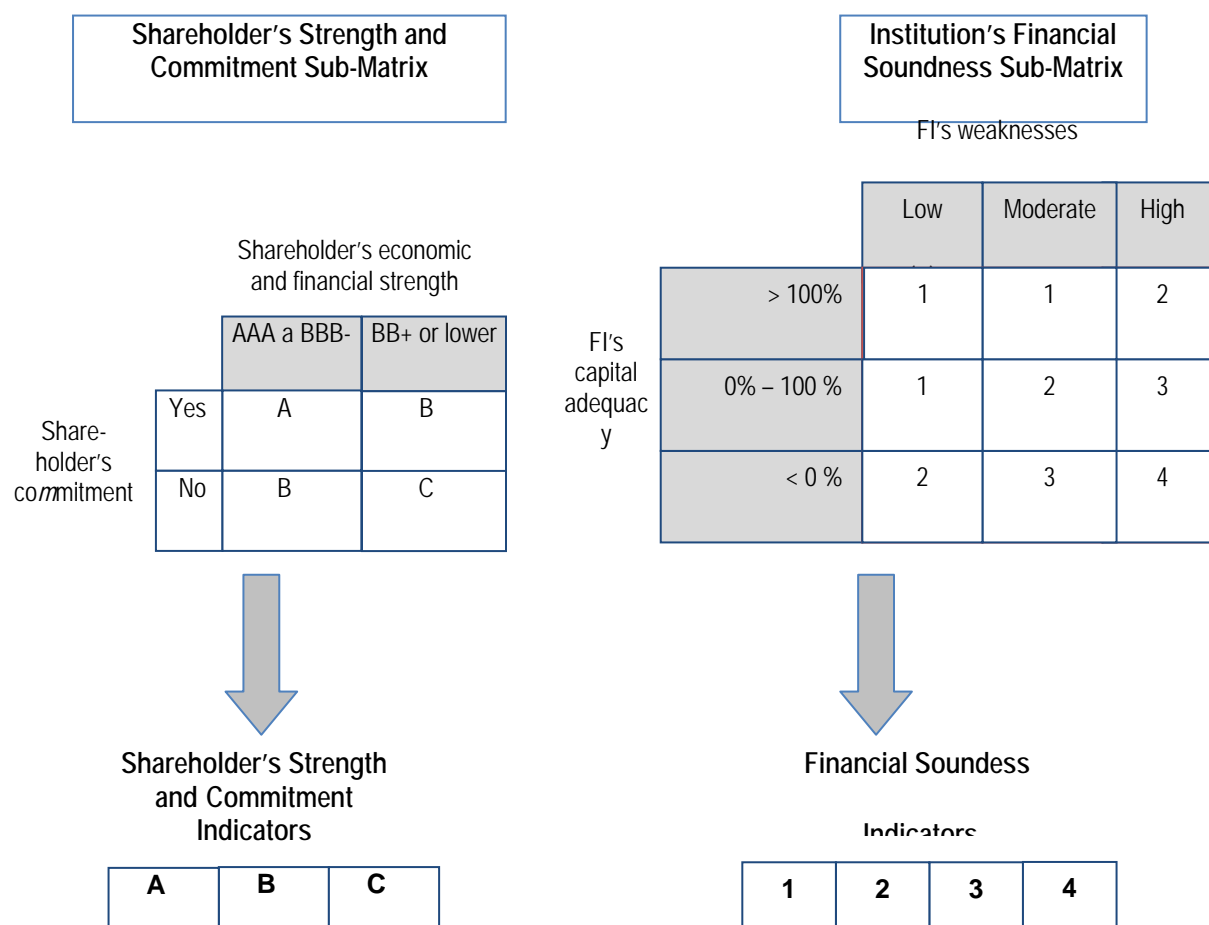 Shareholder's Strength and
Commitment Sub-Matrix
Institution's Financial
Soundness Sub-Matrix
FI's weaknesses
Low Moderate High
Shareholder's economic
and financial strength
AAA a BBB- BB+ or lower
Share-
holder's
commitment
Yes A B
No B C
FI's
capital
adequac
y
> 100% 1 1 2
0% – 100 % 1 2 3
< 0 % 2 3 4
Shareholder's Strength
and Commitment
Indicators
A B C
Financial Soundess
Indicators
1 2 3 4